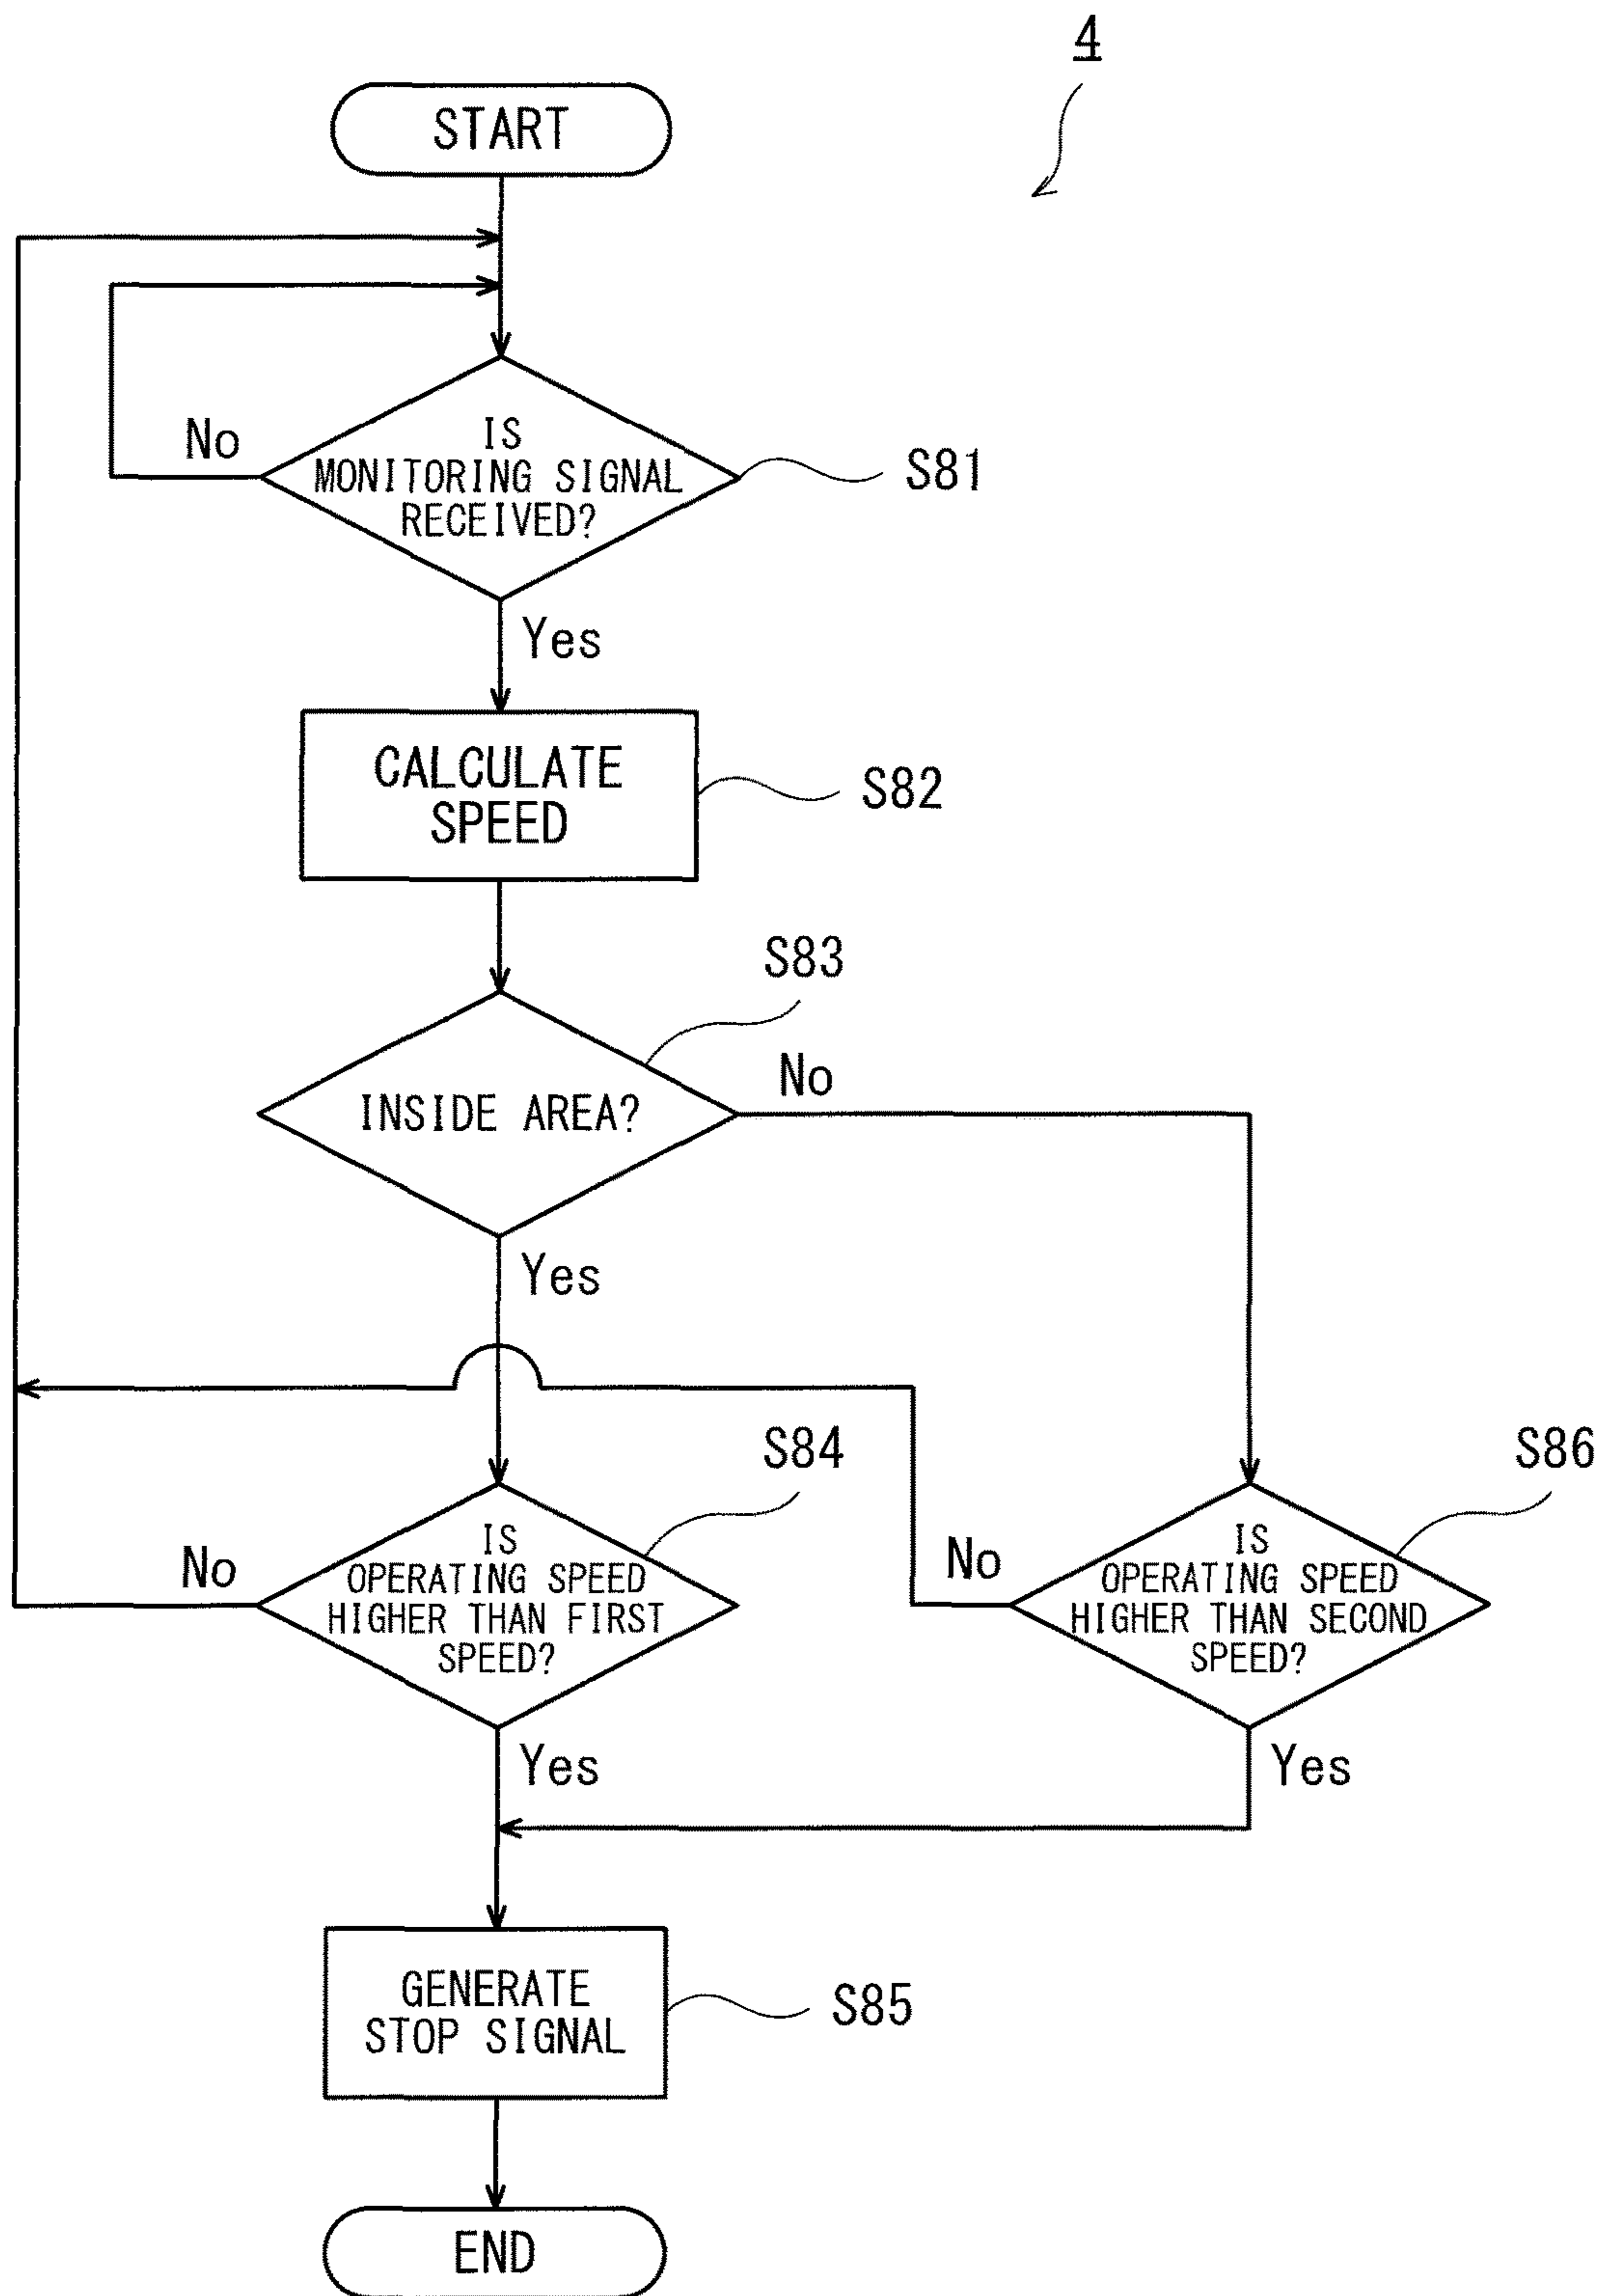 4
START
No
IS
MONITORING SIGNAL
RECEIVED?
S81
Yes
CALCULATE
SPEED
S82
S83
INSIDE AREA?
No
Yes
S84
S86
No
IS
OPERATING SPEED
HIGHER THAN FIRST
SPEED?
No
IS
OPERATING SPEED
HIGHER THAN SECOND
SPEED?
Yes
Yes
GENERATE
STOP SIGNAL
S85
END